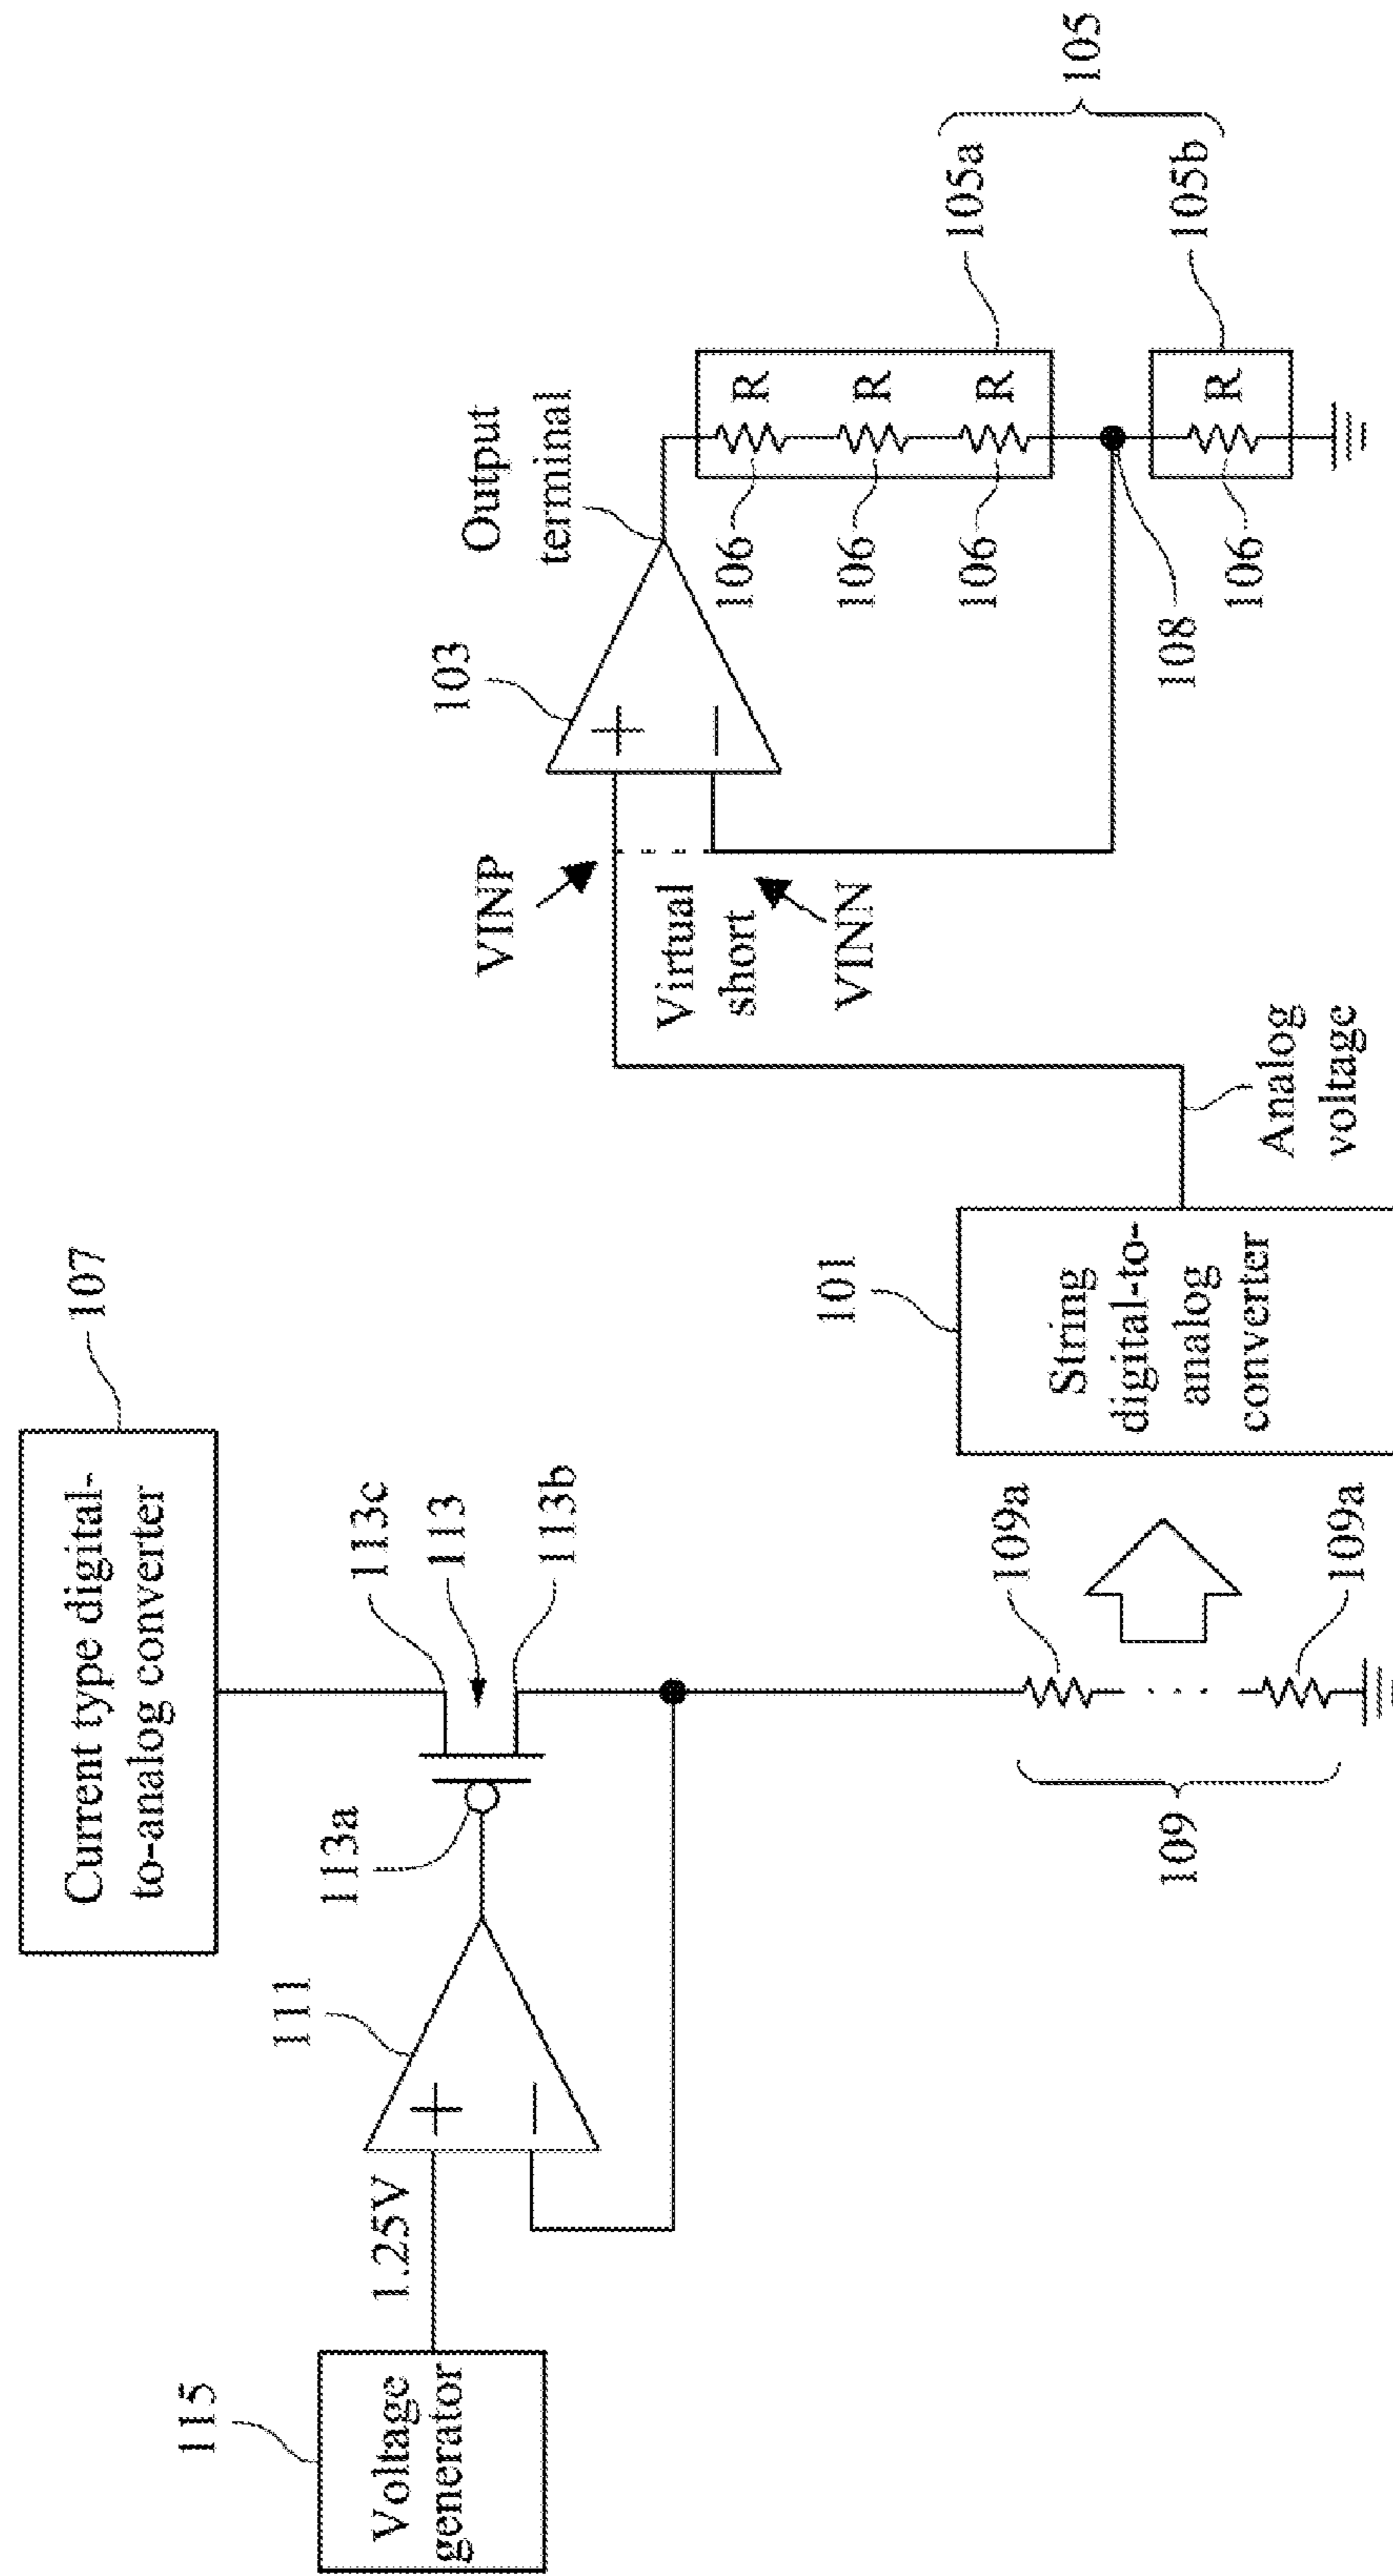 107
Current type digital-
to-analog converter
113c
113
113b
113a
111
+
−
115
Voltage
generator
1.25V
109a
109a
109
101
String
digital-to-
analog
converter
Analog
voltage
VINP
Virtual
short
VINN
103
+
−
Output
terminal
106
R
106
R
106
R
105a
105
108
106
R
105b